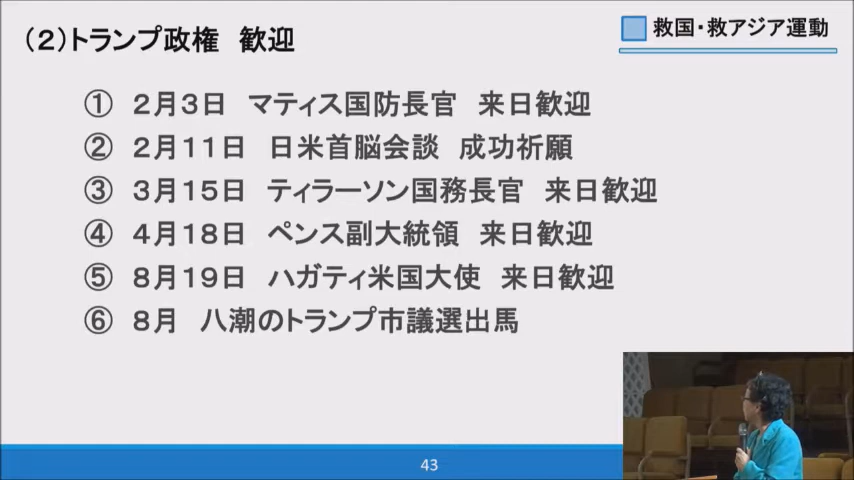 （２）トランプ政権　歓迎
救国・救アジア運動
①　２月３日　マティス国防長官　来日歓迎
②　２月１１日　日米首脳会談　成功祈願
③　３月１５日　ティラーソン国務長官　来日歓迎
④　４月１８日　ペンス副大統領　来日歓迎
⑤　８月１９日　ハガティ米国大使　来日歓迎
⑥　８月　八潮のトランプ市議選出馬
43